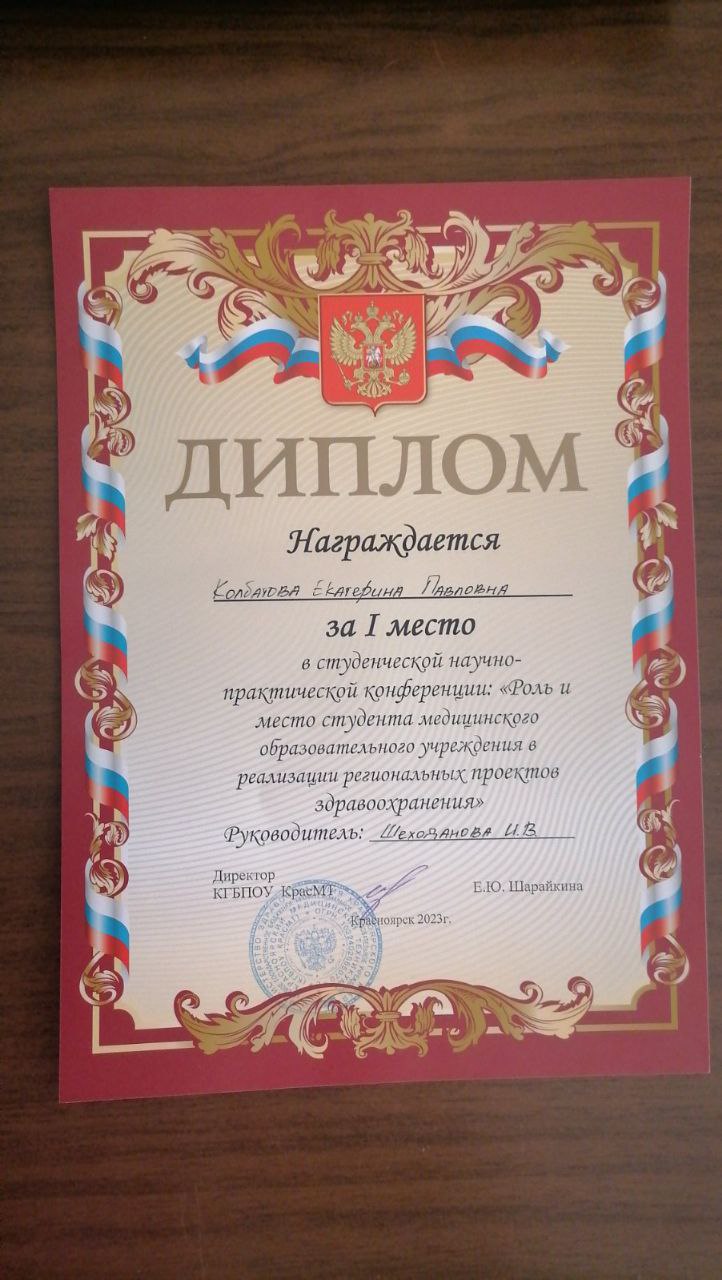 ДИПЛОМ
Награждается
Колбатова Екатерина Павловна
за I место
в студенческой научно-
практической конференции: «Роль и
место студента медицинского
образовательного учреждения в
реализации региональных проектов
здравоохранения»
Руководитель: Шеходанова И.В.
Директор
КГБПОУ КрасМТ Е.Ю. Шарайкина
Красноярск 2023г.